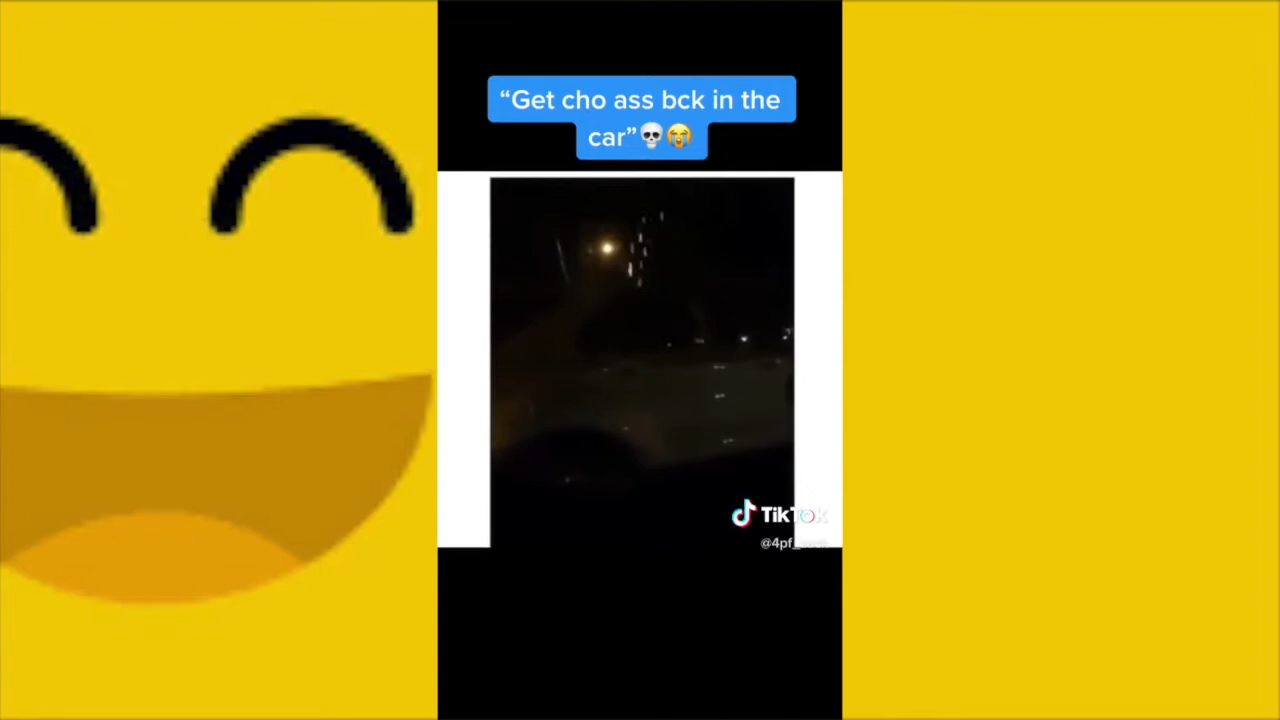 “Get cho ass bck in the
car”💀😭
TikTok